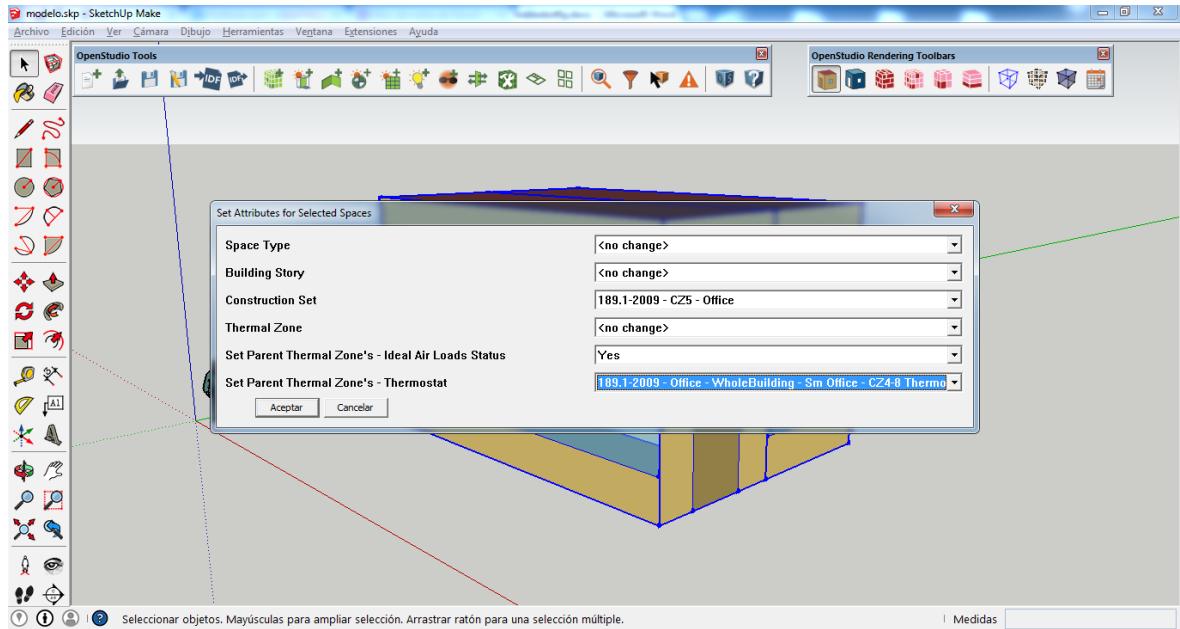 modelo.skp - SketchUp Make
Archivo Edición Ver Cámara Dibujo Herramientas Ventana Extensiones Ayuda
OpenStudio Tools
OpenStudio Rendering Toolbars
IDF IDF
Set Attributes for Selected Spaces
Space Type <no change>
Building Story <no change>
Construction Set 189.1-2009 - CZ5 - Office
Thermal Zone <no change>
Set Parent Thermal Zone's - Ideal Air Loads Status Yes
Set Parent Thermal Zone's - Thermostat 189.1-2009 - Office - WholeBuilding - Sm Office - CZ4-8 Thermo
Aceptar Cancelar
A1
Seleccionar objetos. Mayúsculas para ampliar selección. Arrastrar ratón para una selección múltiple. Medidas